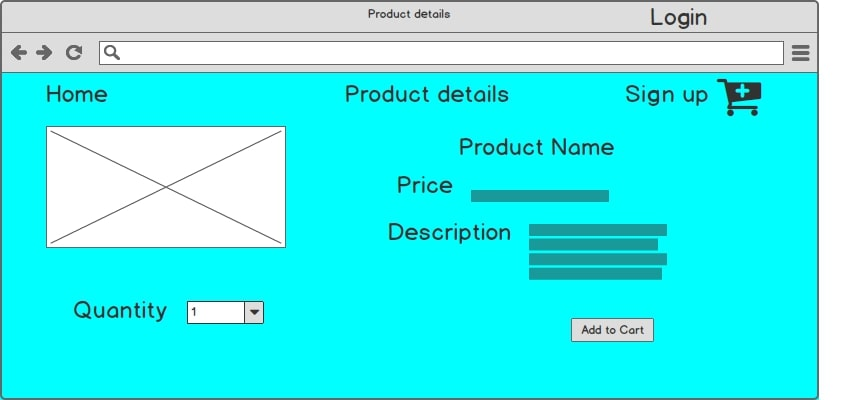 Product details
Login
Home
Product details
Sign up
Product Name
Price
Description
Quantity
1
Add to Cart